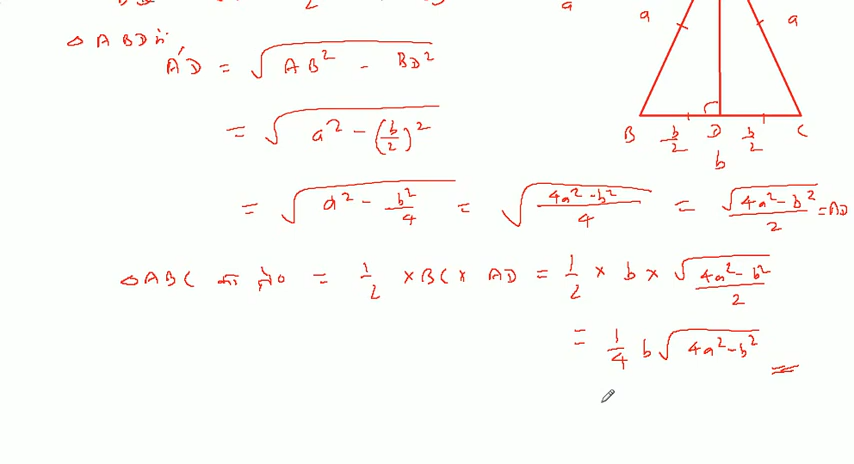 a
a a
△ABD में
AD = √(AB² - BD²)
= √(a² - (b/2)²)
B b/2 D b/2 C
b
= √(a² - b²/4) = √((4a² - b²)/4) = √(4a² - b²)/2 = AD
△ABC का क्षे० = 1/2 × BC × AD = 1/2 × b × √(4a² - b²)/2
= 1/4 b√(4a² - b²)